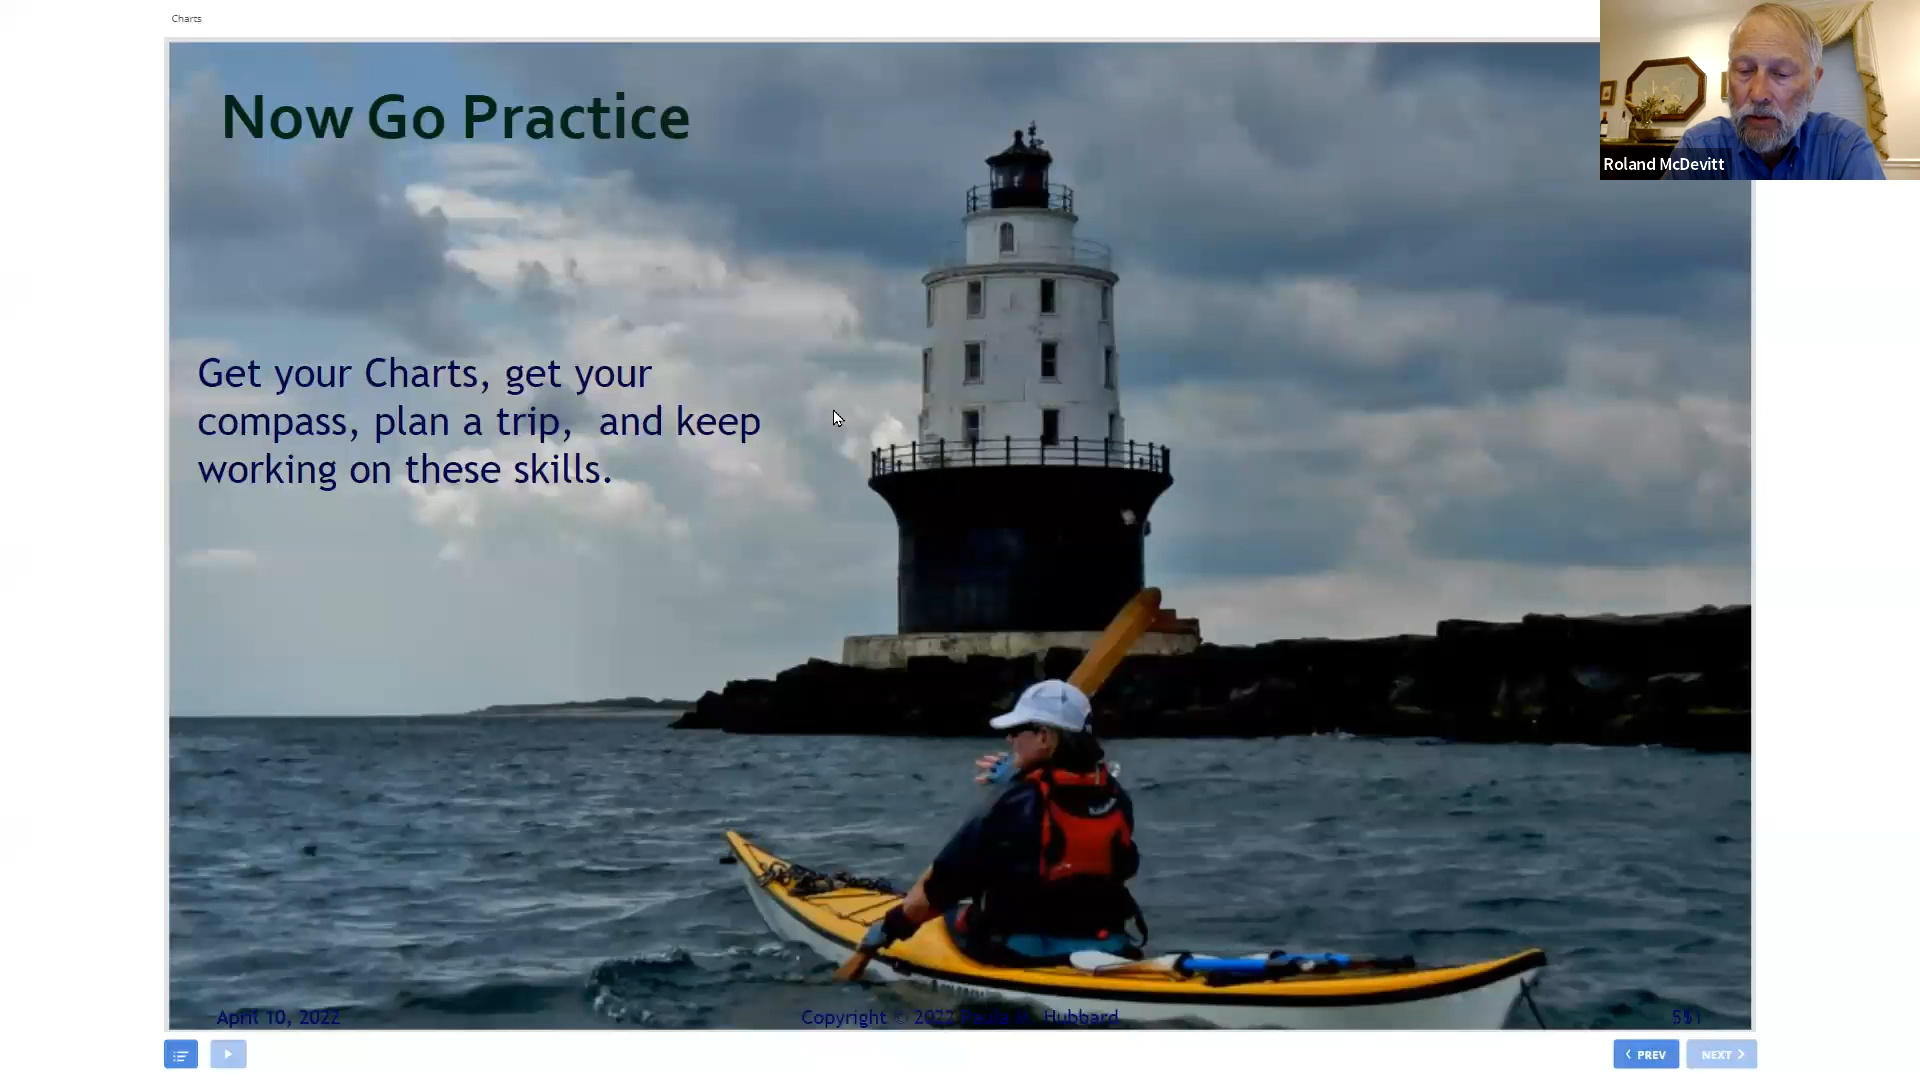 Charts
Now Go Practice
Roland McDevitt
Get your Charts, get your
compass, plan a trip, and keep
working on these skills.
April 10, 2022
Copyright © 2022 Paula M. Hubbard
PREV
NEXT